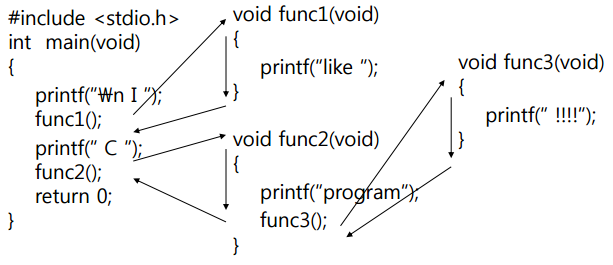 #include <stdio.h>
int  main(void)
{
printf("₩n I ");
func1();
printf(" C ");
func2();
return 0;
}
void func1(void)
{
printf("like ");
}
void func2(void)
{
printf("program");
func3();
}
void func3(void)
{
printf(" !!!!");
}